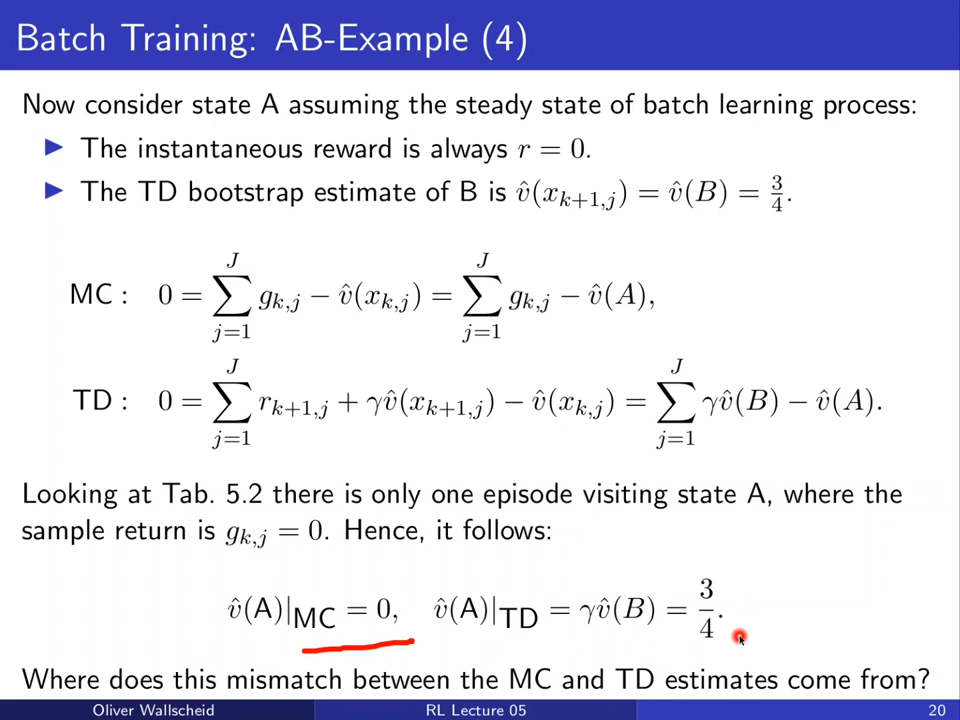 Batch Training: AB-Example (4)
Now consider state A assuming the steady state of batch learning process:
▶ The instantaneous reward is always r = 0.
▶ The TD bootstrap estimate of B is v̂(x_{k+1,j}) = v̂(B) = 3/4.
MC : 0 = ∑_{j=1}^{J} g_{k,j} − v̂(x_{k,j}) = ∑_{j=1}^{J} g_{k,j} − v̂(A),
TD : 0 = ∑_{j=1}^{J} r_{k+1,j} + γv̂(x_{k+1,j}) − v̂(x_{k,j}) = ∑_{j=1}^{J} γv̂(B) − v̂(A).
Looking at Tab. 5.2 there is only one episode visiting state A, where the
sample return is g_{k,j} = 0. Hence, it follows:
v̂(A)|_{MC} = 0, v̂(A)|_{TD} = γv̂(B) = 3/4.
Where does this mismatch between the MC and TD estimates come from?
Oliver Wallscheid RL Lecture 05 20